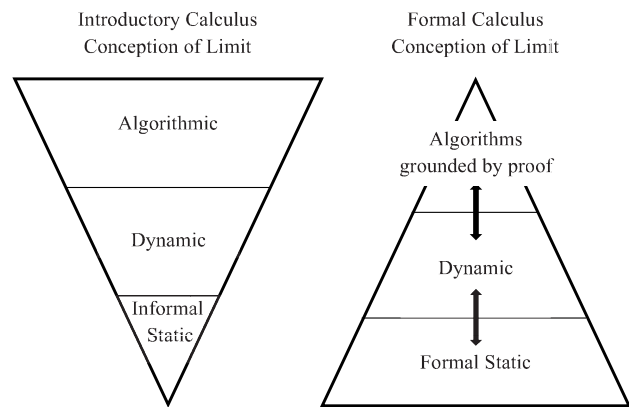 Introductory Calculus
Conception of Limit
Algorithmic
Dynamic
Informal
Static
Formal Calculus
Conception of Limit
Algorithms
grounded by proof
Dynamic
Formal Static